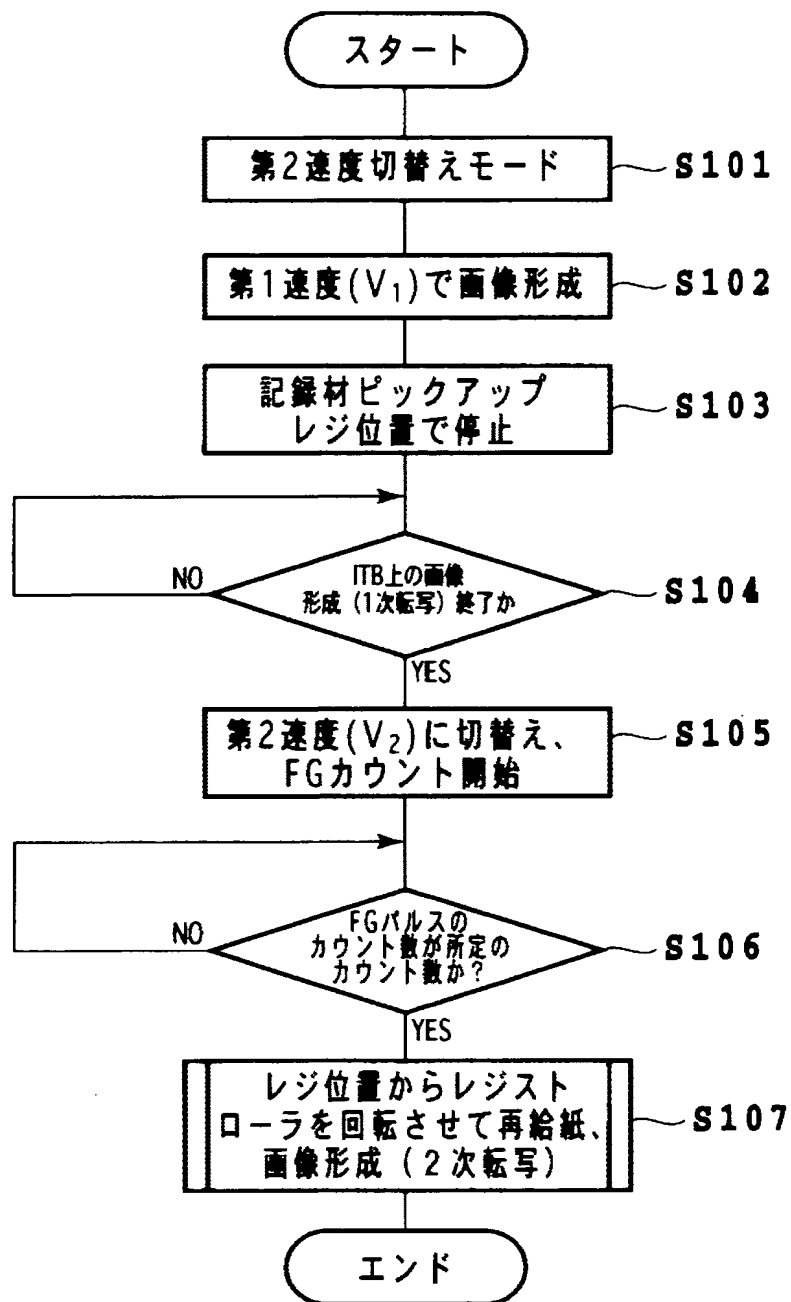 スタート
第2速度切替えモード
S101
第1速度(V1)で画像形成
S102
記録材ピックアップ
レジ位置で停止
S103
ITB上の画像
形成(1次転写)終了か
NO
S104
YES
第2速度(V2)に切替え、
FGカウント開始
S105
FGパルスの
カウント数が所定の
カウント数か?
NO
S106
YES
レジ位置からレジスト
ローラを回転させて再給紙、
画像形成(2次転写)
S107
エンド